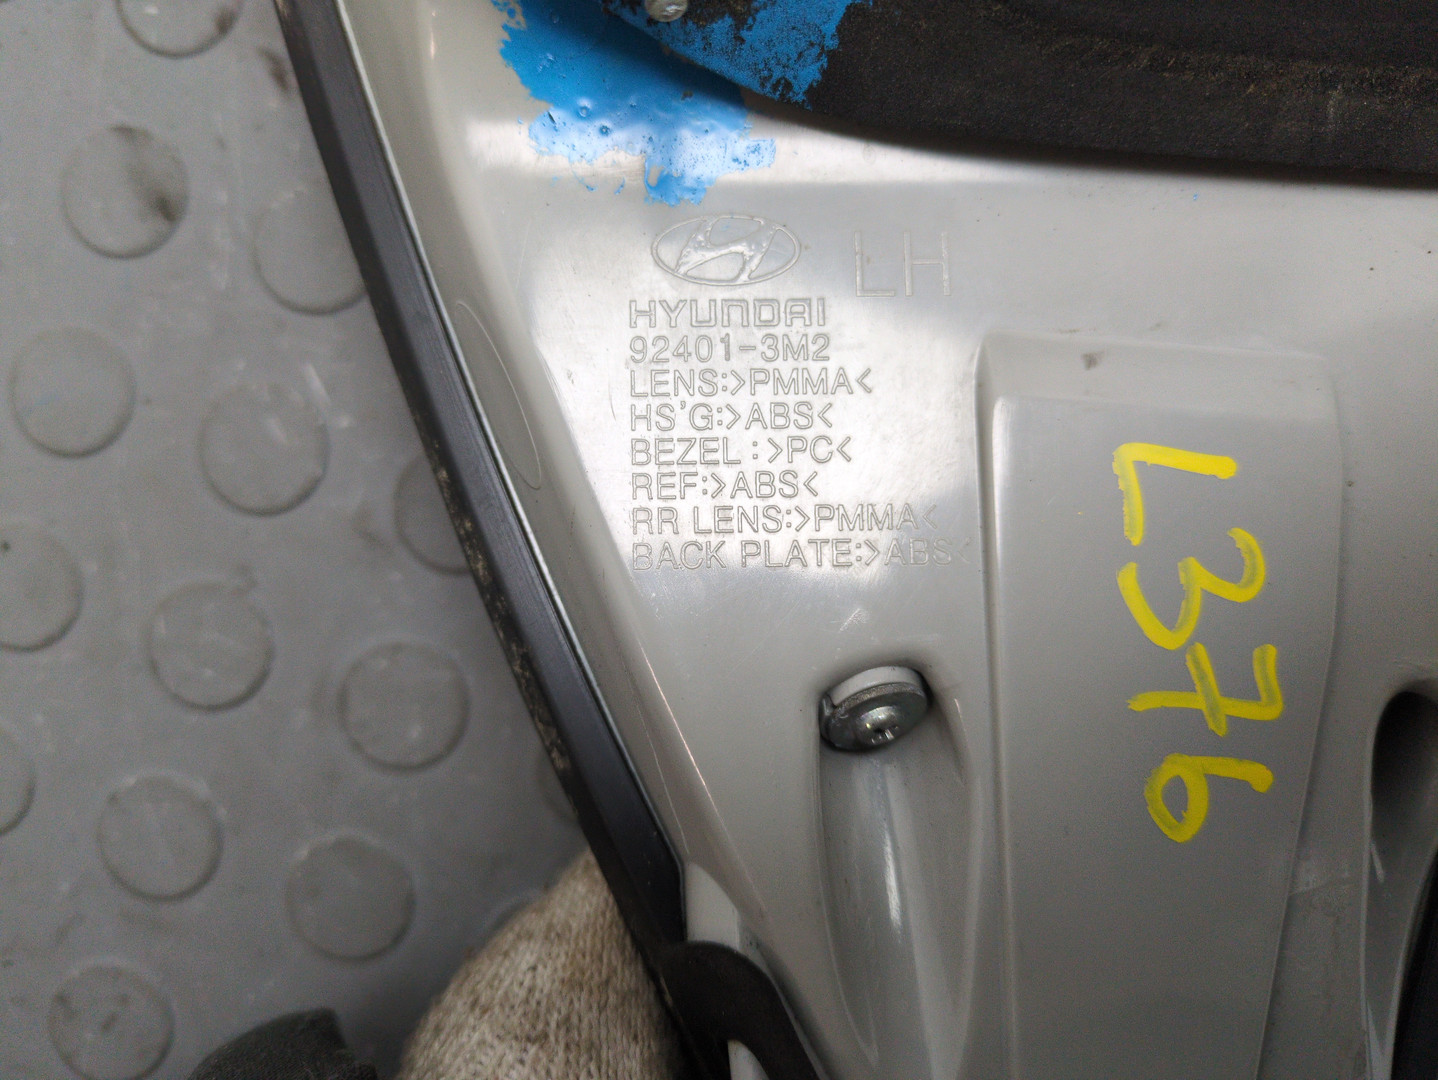 LH
HYUNDAI
92401-3M2
LENS:>PMMA<
HS'G:>ABS<
BEZEL :>PC<
REF:>ABS<
RR LENS:>PMMA<
BACK PLATE:>ABS<
L376